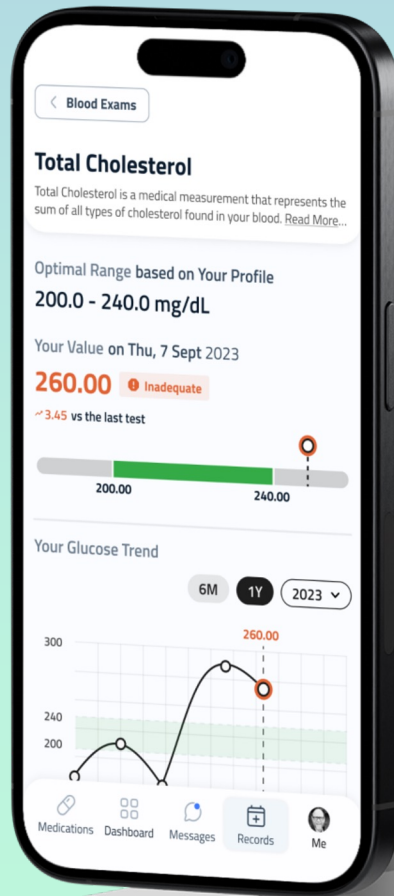 Blood Exams
Total Cholesterol
Total Cholesterol is a medical measurement that represents the
sum of all types of cholesterol found in your blood. Read More...
Optimal Range based on Your Profile
200.0 - 240.0 mg/dL
Your Value on Thu, 7 Sept 2023
260.00 Inadequate
~3.45 vs the last test
200.00 240.00
Your Glucose Trend
6M 1Y 2023
260.00
300
240
200
Medications Dashboard Messages Records Me